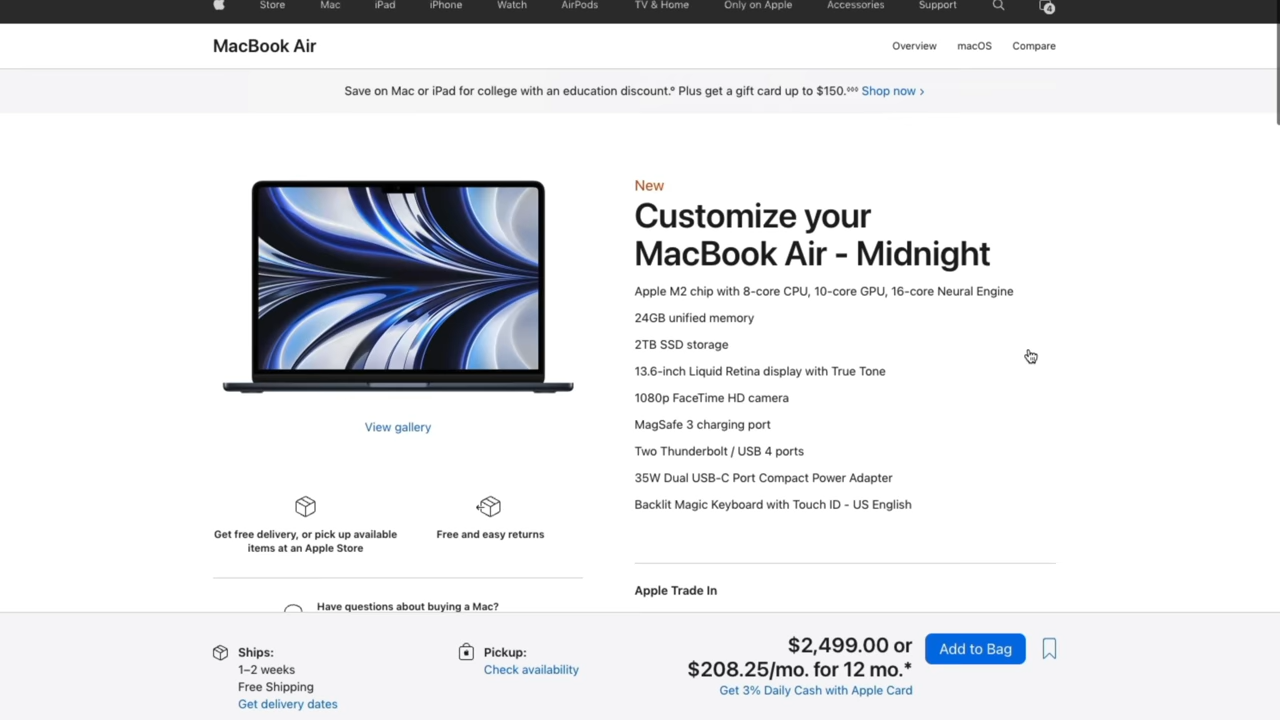 Store Mac iPad iPhone Watch AirPods TV & Home Only on Apple Accessories Support 4
MacBook Air Overview macOS Compare
Save on Mac or iPad for college with an education discount.° Plus get a gift card up to $150.°°° Shop now >
New
Customize your
MacBook Air - Midnight
Apple M2 chip with 8-core CPU, 10-core GPU, 16-core Neural Engine
24GB unified memory
2TB SSD storage
13.6-inch Liquid Retina display with True Tone
1080p FaceTime HD camera
MagSafe 3 charging port
Two Thunderbolt / USB 4 ports
35W Dual USB-C Port Compact Power Adapter
Backlit Magic Keyboard with Touch ID - US English
View gallery
Get free delivery, or pick up available
items at an Apple Store
Free and easy returns
Have questions about buying a Mac?
Apple Trade In
Ships:
1–2 weeks
Free Shipping
Get delivery dates
Pickup:
Check availability
$2,499.00 or
$208.25/mo. for 12 mo.*
Get 3% Daily Cash with Apple Card
Add to Bag